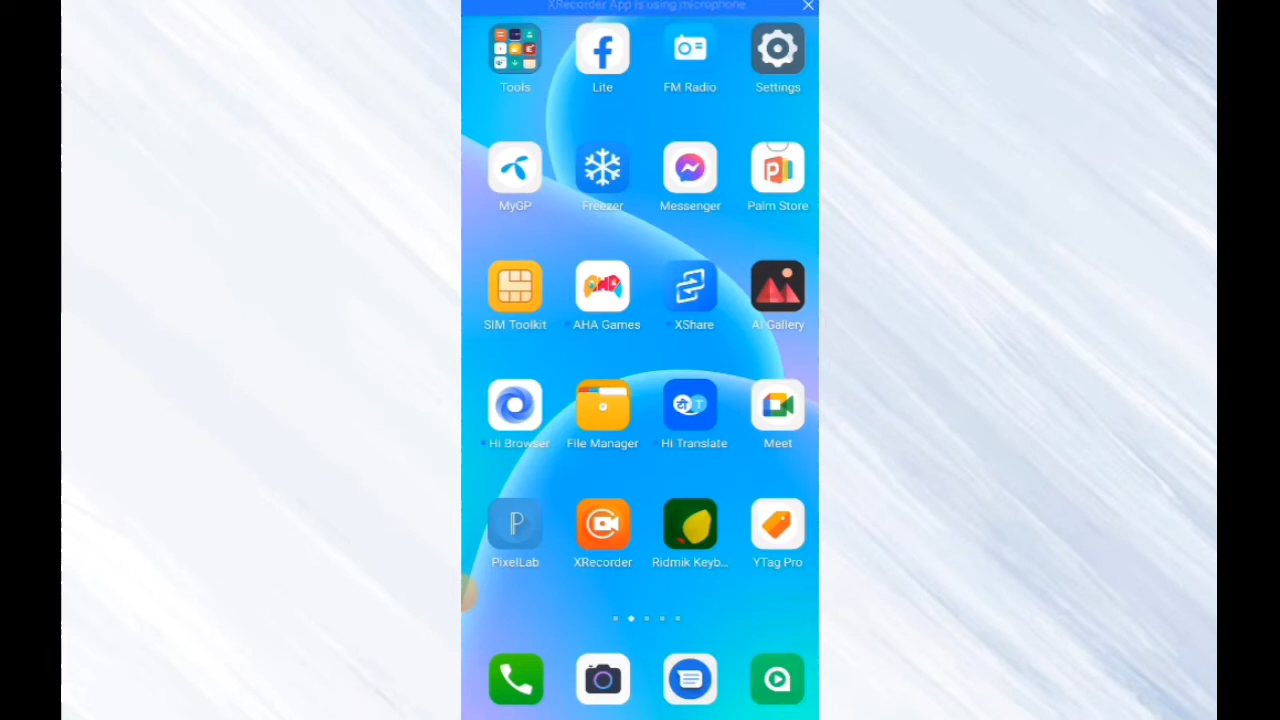 XRecorder App is using microphone
Tools Lite FM Radio Settings
MyGP Freezer Messenger Palm Store
SIM Toolkit AHA Games XShare AI Gallery
Hi Browser File Manager Hi Translate Meet
PixelLab XRecorder Ridmik Keyb... YTag Pro